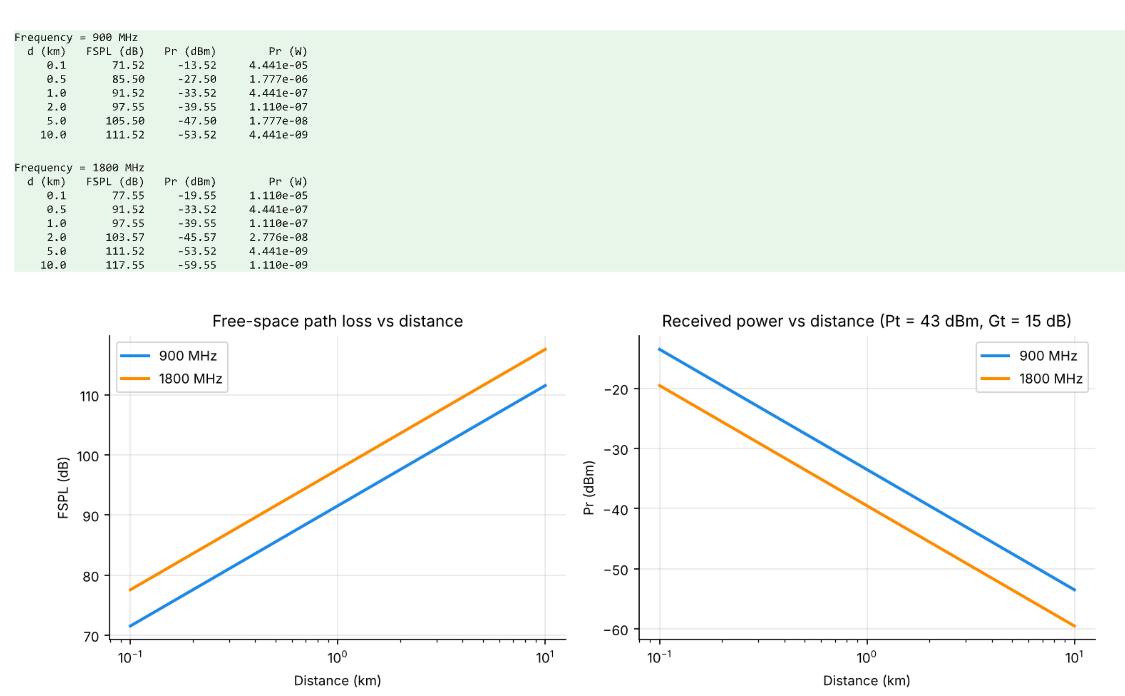 Frequency = 900 MHz
d (km) FSPL (dB) Pr (dBm) Pr (W)
0.1 71.52 -13.52 4.441e-05
0.5 85.50 -27.50 1.777e-06
1.0 91.52 -33.52 4.441e-07
2.0 97.55 -39.55 1.110e-07
5.0 105.50 -47.50 1.777e-08
10.0 111.52 -53.52 4.441e-09
Frequency = 1800 MHz
d (km) FSPL (dB) Pr (dBm) Pr (W)
0.1 77.55 -19.55 1.110e-05
0.5 91.52 -33.52 4.441e-07
1.0 97.55 -39.55 1.110e-07
2.0 103.57 -45.57 2.776e-08
5.0 111.52 -53.52 4.441e-09
10.0 117.55 -59.55 1.110e-09
Free-space path loss vs distance
900 MHz
1800 MHz
FSPL (dB)
110
100
90
80
70
10⁻¹ 10⁰ 10¹
Distance (km)
Received power vs distance (Pt = 43 dBm, Gt = 15 dB)
900 MHz
1800 MHz
Pr (dBm)
−20
−30
−40
−50
−60
10⁻¹ 10⁰ 10¹
Distance (km)